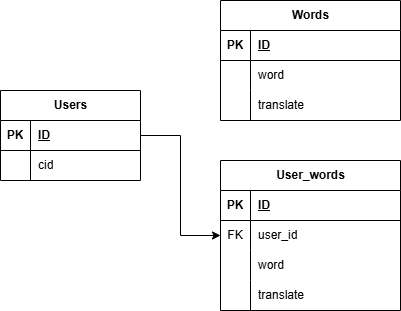 Words
PK ID
word
translate
Users
PK ID
cid
User_words
PK ID
FK user_id
word
translate